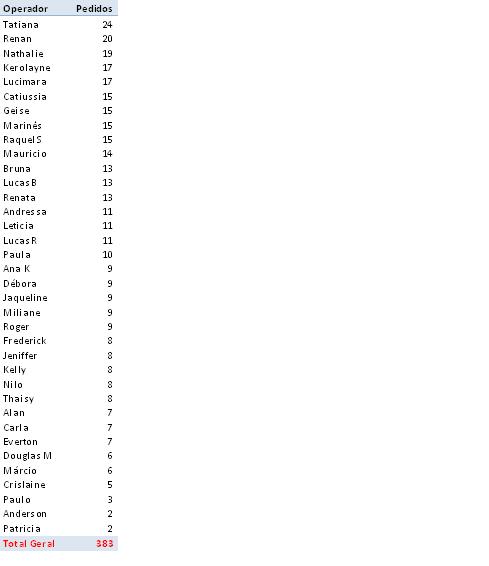 Operador Pedidos
Tatiana 24
Renan 20
Nathalie 19
Kerolayne 17
Lucimara 17
Catiussia 15
Geise 15
Marinés 15
Raquel S 15
Mauricio 14
Bruna 13
Lucas B 13
Renata 13
Andressa 11
Leticia 11
Lucas R 11
Paula 10
Ana K 9
Débora 9
Jaqueline 9
Miliane 9
Roger 9
Frederick 8
Jeniffer 8
Kelly 8
Nilo 8
Thaisy 8
Alan 7
Carla 7
Everton 7
Douglas M 6
Márcio 6
Crislaine 5
Paulo 3
Anderson 2
Patricia 2
Total Geral 383